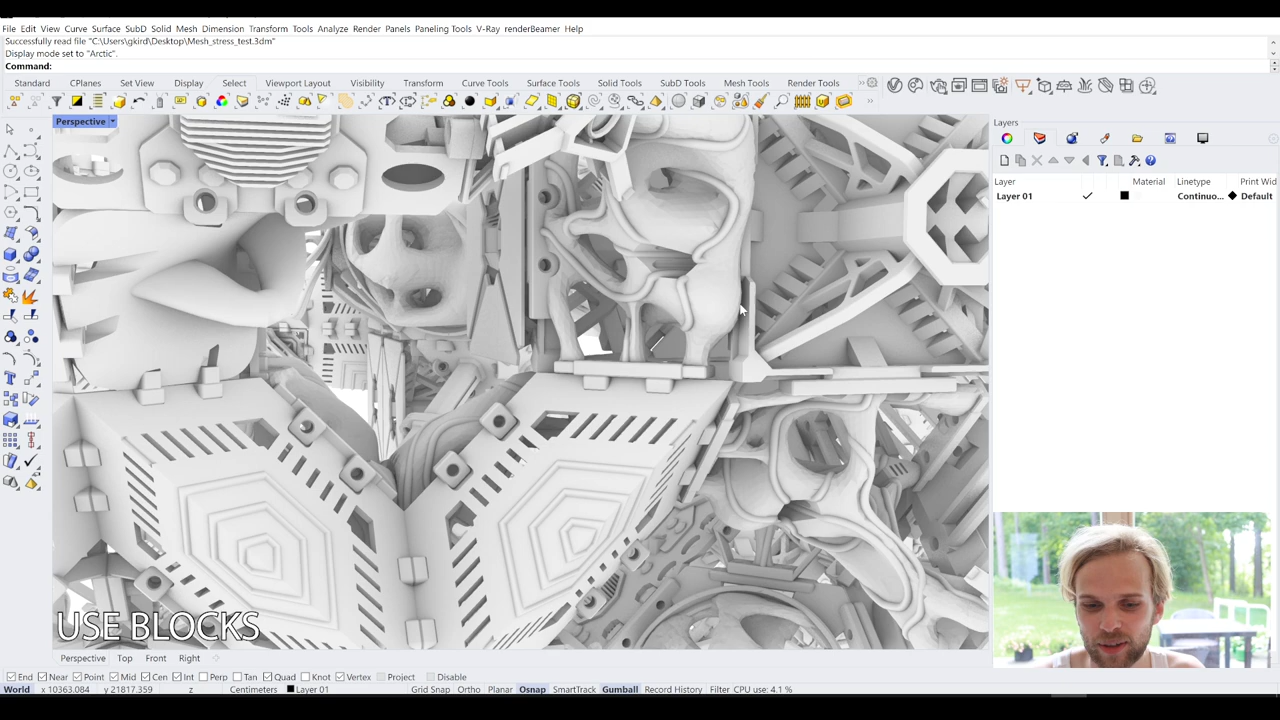 File Edit View Curve Surface SubD Solid Mesh Dimension Transform Tools Analyze Render Panels Paneling Tools V-Ray renderBeamer Help
Successfully read file "C:\Users\gkird\Desktop\Mesh_stress_test.3dm"
Display mode set to "Arctic".
Command:
Standard CPlanes Set View Display Select Viewport Layout Visibility Transform Curve Tools Surface Tools Solid Tools SubD Tools Mesh Tools Render Tools
Perspective
Layers
Layer Material Linetype Print Wid
Layer 01 Continuo... Default
USE BLOCKS
Perspective Top Front Right
End Near Point Mid Cen Int Perp Tan Quad Knot Vertex Project Disable
World x 10363.084 y 21817.359 z Centimeters Layer 01 Grid Snap Ortho Planar Osnap SmartTrack Gumball Record History Filter CPU use: 4.1 %